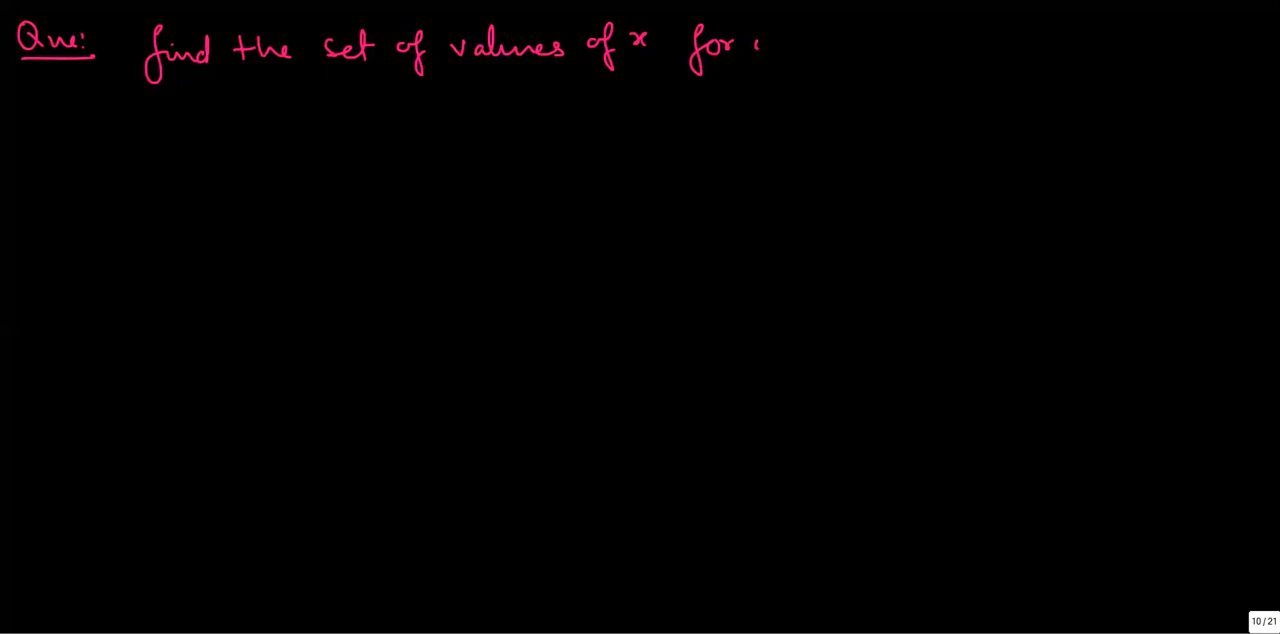 Que: find the set of values of x for
10 / 21